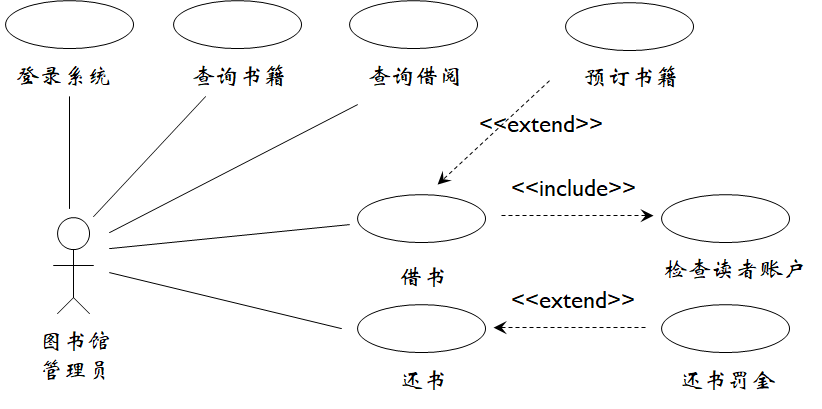 登录系统
查询书籍
查询借阅
预订书籍
<<extend>>
<<include>>
借书
检查读者账户
<<extend>>
图书馆
管理员
还书
还书罚金